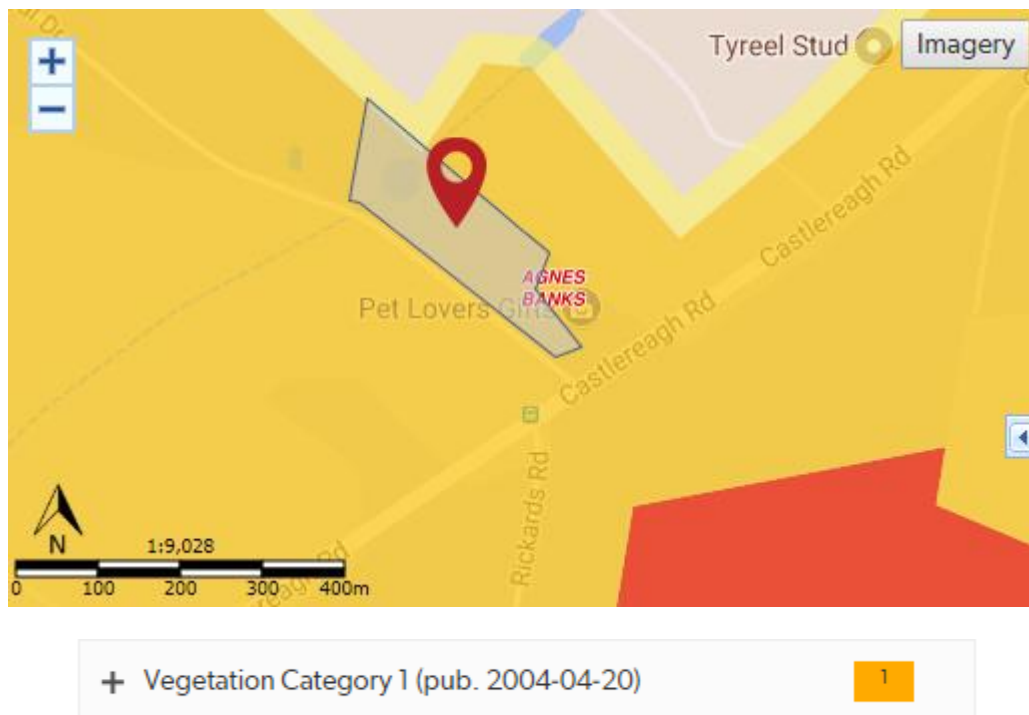 Tyreel Stud
Imagery
+
−
Castlereagh Rd
AGNES
BANKS
Pet Lovers Gifts
Castlereagh Rd
Rickards Rd
N
1:9,028
0 100 200 300 400m
+ Vegetation Category 1 (pub. 2004-04-20) 1